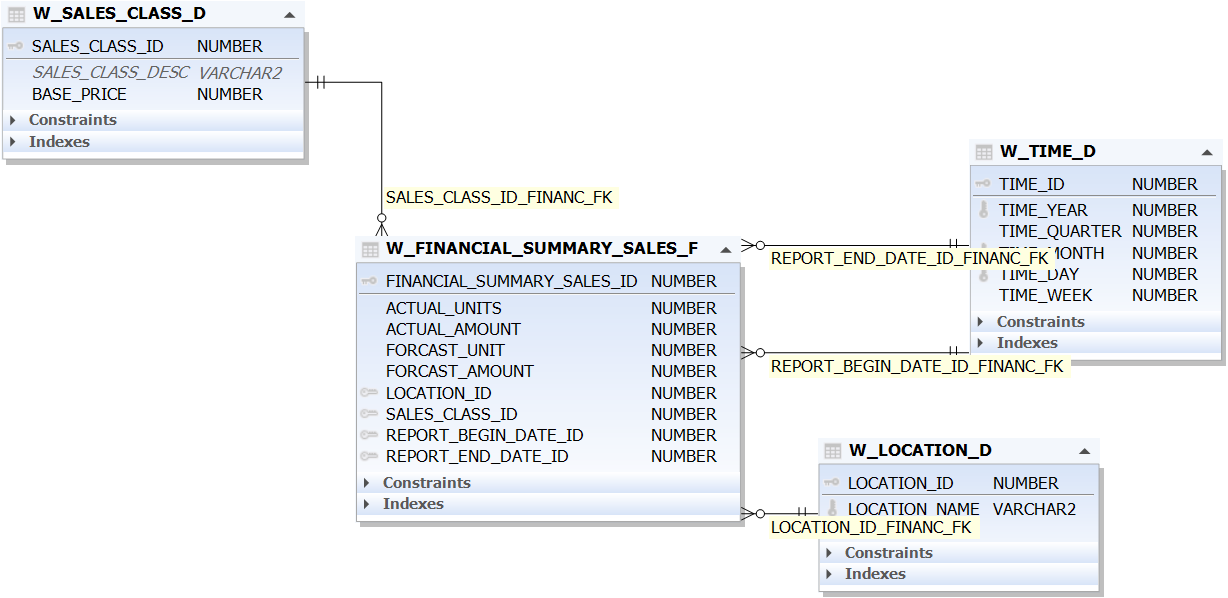 W_SALES_CLASS_D
SALES_CLASS_ID NUMBER
SALES_CLASS_DESC VARCHAR2
BASE_PRICE NUMBER
Constraints
Indexes
SALES_CLASS_ID_FINANC_FK
W_TIME_D
TIME_ID NUMBER
TIME_YEAR NUMBER
TIME_QUARTER NUMBER
MONTH NUMBER
TIME_DAY NUMBER
TIME_WEEK NUMBER
Constraints
Indexes
REPORT_END_DATE_ID_FINANC_FK
REPORT_BEGIN_DATE_ID_FINANC_FK
W_FINANCIAL_SUMMARY_SALES_F
FINANCIAL_SUMMARY_SALES_ID NUMBER
ACTUAL_UNITS NUMBER
ACTUAL_AMOUNT NUMBER
FORCAST_UNIT NUMBER
FORCAST_AMOUNT NUMBER
LOCATION_ID NUMBER
SALES_CLASS_ID NUMBER
REPORT_BEGIN_DATE_ID NUMBER
REPORT_END_DATE_ID NUMBER
Constraints
Indexes
W_LOCATION_D
LOCATION_ID NUMBER
LOCATION_NAME VARCHAR2
LOCATION_ID_FINANC_FK
Constraints
Indexes